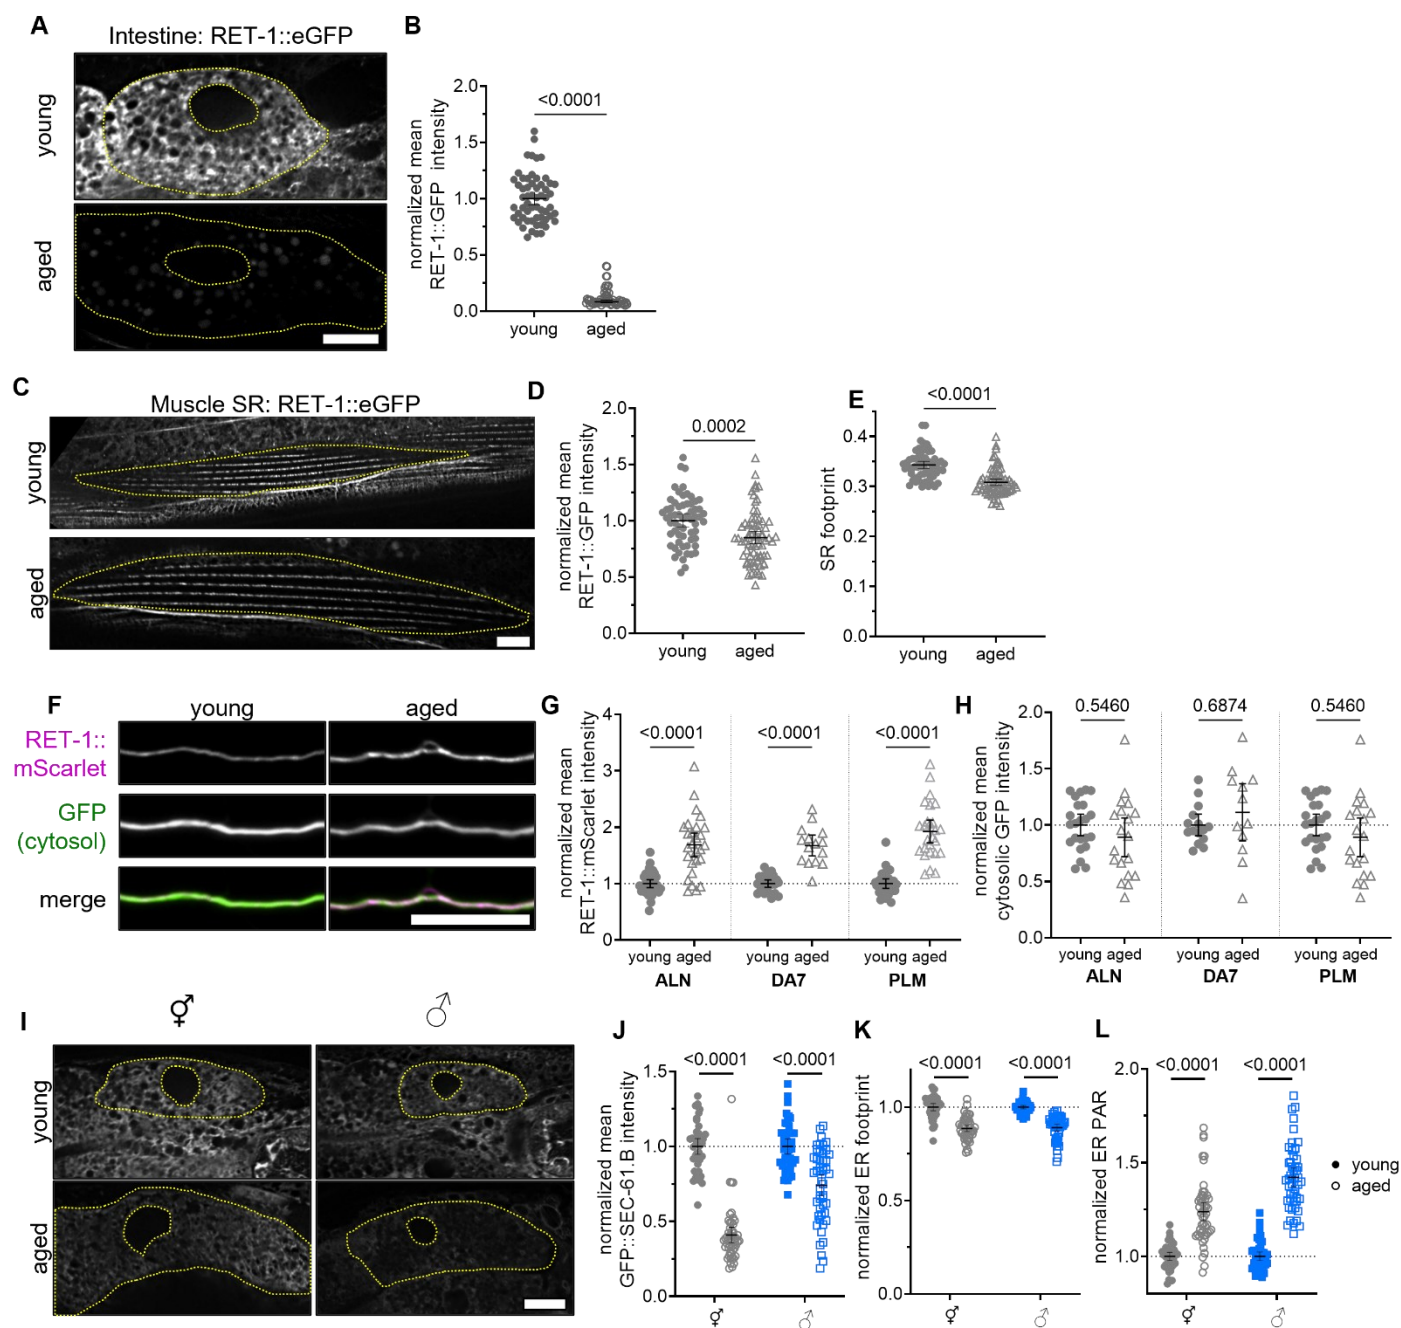 A
Intestine: RET-1::eGFP
young
aged
B
normalized mean
RET-1::GFP intensity
2.0
1.5
1.0
0.5
0.0
<0.0001
young aged
C
Muscle SR: RET-1::eGFP
young
aged
D
normalized mean
RET-1::GFP intensity
2.0
1.5
1.0
0.5
0.0
0.0002
young aged
E
SR footprint
0.4
0.3
0.2
0.1
0.0
<0.0001
young aged
F
young aged
RET-1::
mScarlet
GFP
(cytosol)
merge
G
normalized mean
RET-1::mScarlet intensity
4
3
2
1
0
<0.0001 <0.0001 <0.0001
young aged young aged young aged
ALN DA7 PLM
H
normalized mean
cytosolic GFP intensity
2.0
1.5
1.0
0.5
0.0
0.5460 0.6874 0.5460
young aged young aged young aged
ALN DA7 PLM
I
⚥ ♂
young
aged
J
normalized mean
GFP::SEC-61.B intensity
1.5
1.0
0.5
0.0
<0.0001 <0.0001
⚥ ♂
K
normalized ER footprint
1.0
0.5
0.0
<0.0001 <0.0001
⚥ ♂
L
normalized ER PAR
2.0
1.5
1.0
<0.0001 <0.0001
⚥ ♂
young
aged